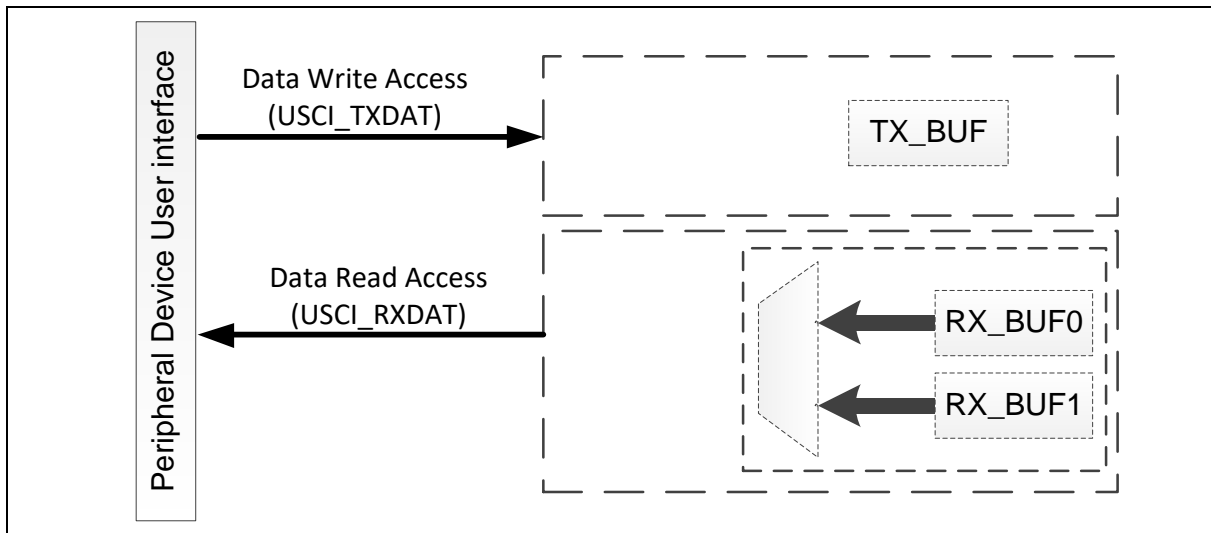 Peripheral Device User interface
Data Write Access
(USCI_TXDAT)
TX_BUF
Data Read Access
(USCI_RXDAT)
RX_BUF0
RX_BUF1